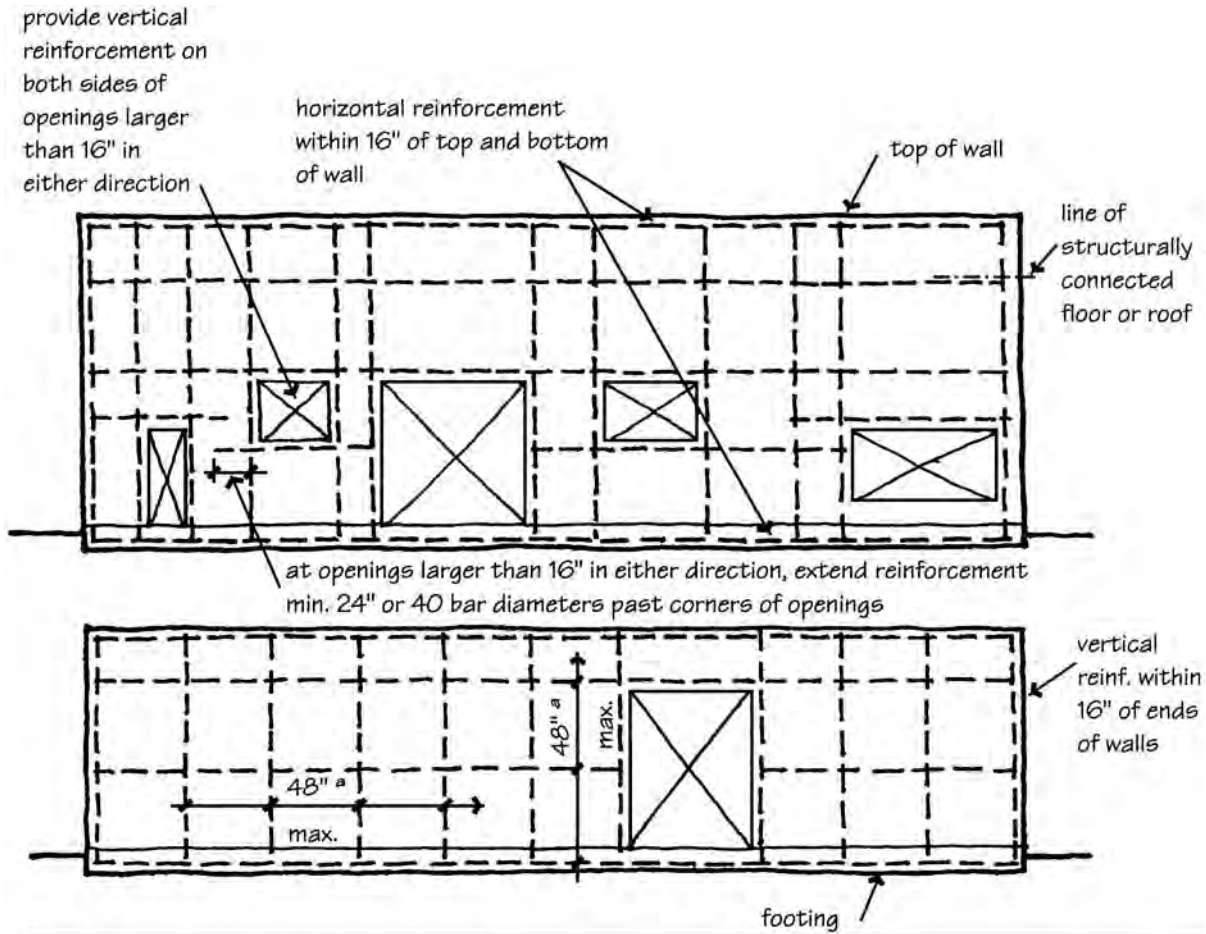 provide vertical
reinforcement on
both sides of
openings larger
than 16" in
either direction
horizontal reinforcement
within 16" of top and bottom
of wall
top of wall
line of
structurally
connected
floor or roof
at openings larger than 16" in either direction, extend reinforcement
min. 24" or 40 bar diameters past corners of openings
48" a
max.
48" a
max.
vertical
reinf. within
16" of ends
of walls
footing